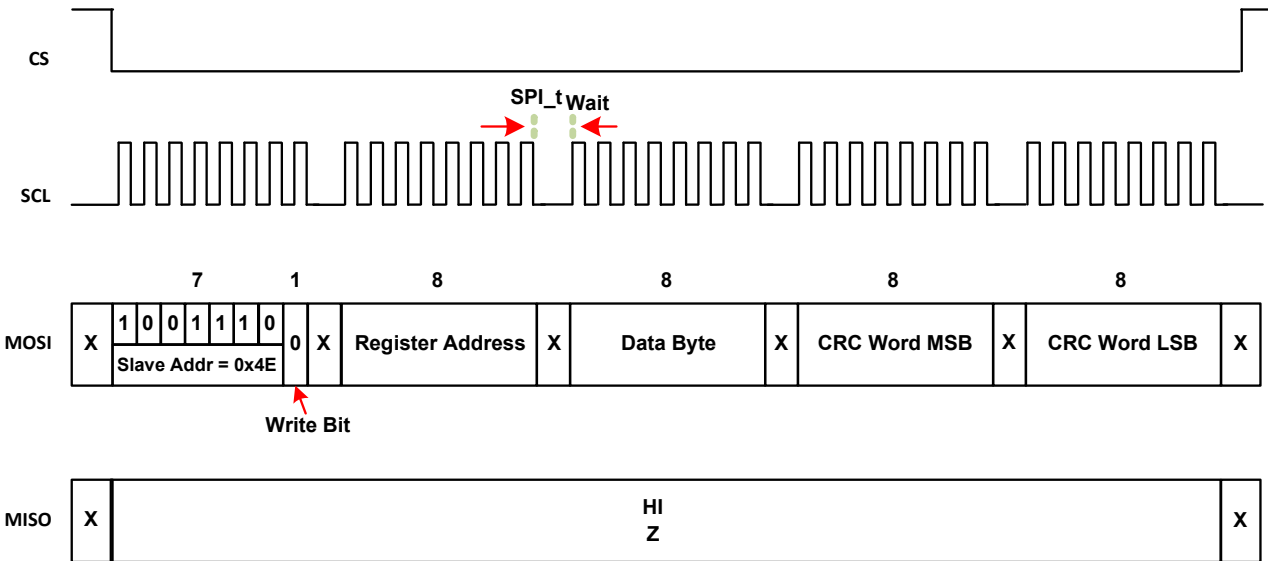 CS
SPI_t Wait
SCL
7 1 8 8 8 8
MOSI X 1 0 0 1 1 1 0 0 X Register Address X Data Byte X CRC Word MSB X CRC Word LSB X
Slave Addr = 0x4E
Write Bit
MISO X HI X
Z